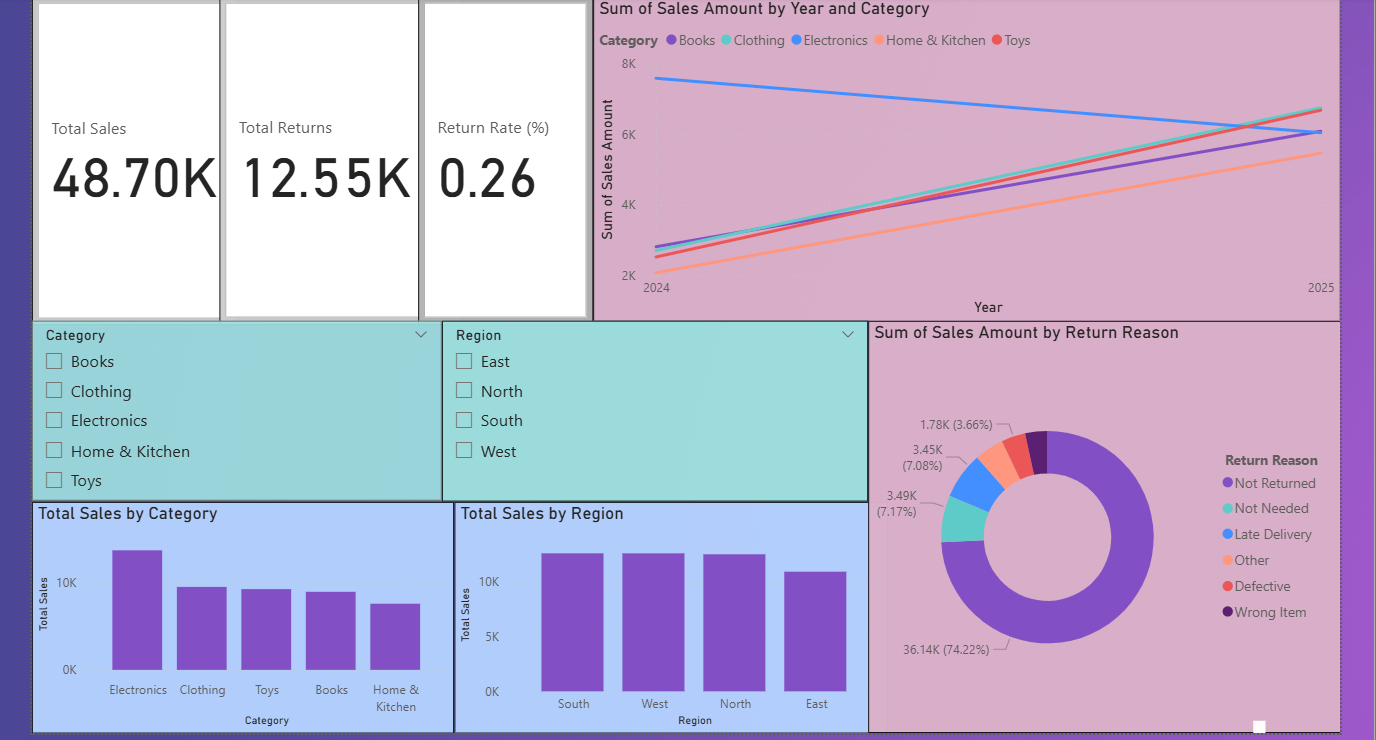 Total Sales
48.70K
Total Returns
12.55K
Return Rate (%)
0.26
Sum of Sales Amount by Year and Category
Category Books Clothing Electronics Home & Kitchen Toys
Sum of Sales Amount
8K
6K
4K
2K
2024 2025
Year
Category
Books
Clothing
Electronics
Home & Kitchen
Toys
Region
East
North
South
West
Sum of Sales Amount by Return Reason
1.78K (3.66%)
3.45K
(7.08%)
3.49K
(7.17%)
36.14K (74.22%)
Return Reason
Not Returned
Not Needed
Late Delivery
Other
Defective
Wrong Item
Total Sales by Category
Total Sales
10K
0K
Electronics Clothing Toys Books Home &
Kitchen
Category
Total Sales by Region
Total Sales
10K
5K
0K
South West North East
Region